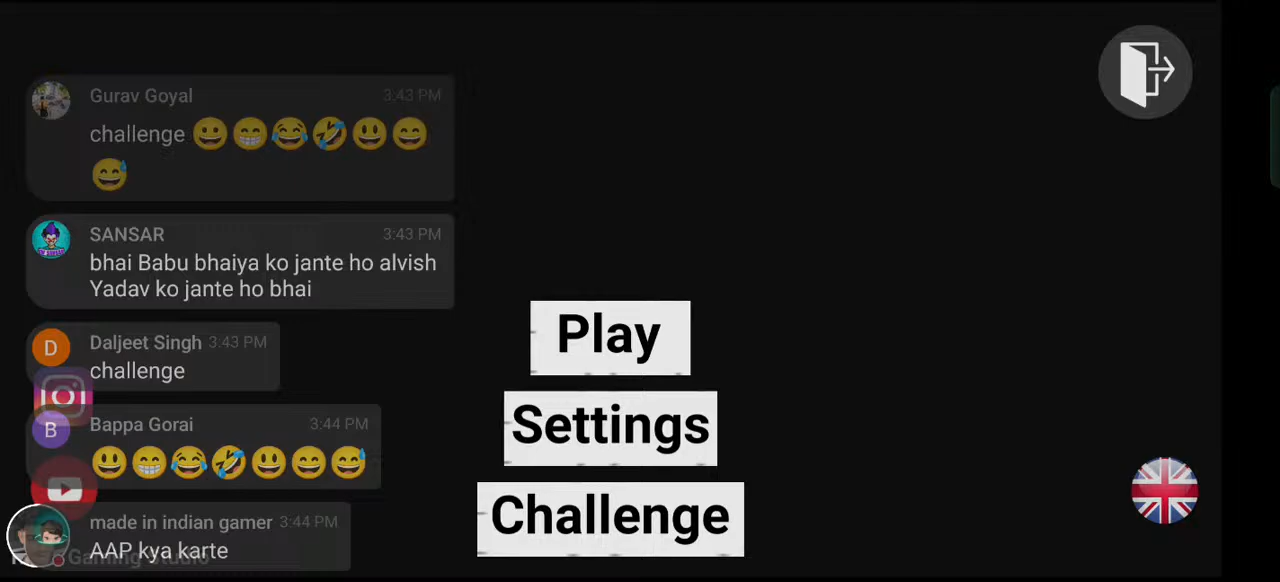 Gurav Goyal 3:43 PM
challenge 😀😁😂🤣😃😄
😅
SANSAR 3:43 PM
bhai Babu bhaiya ko jante ho alvish
Yadav ko jante ho bhai
D Daljeet Singh 3:43 PM
challenge
B Bappa Gorai 3:44 PM
😃😁😂🤣😃😄😅
made in indian gamer 3:44 PM
AAP kya karte
Gaming Studio
Play
Settings
Challenge